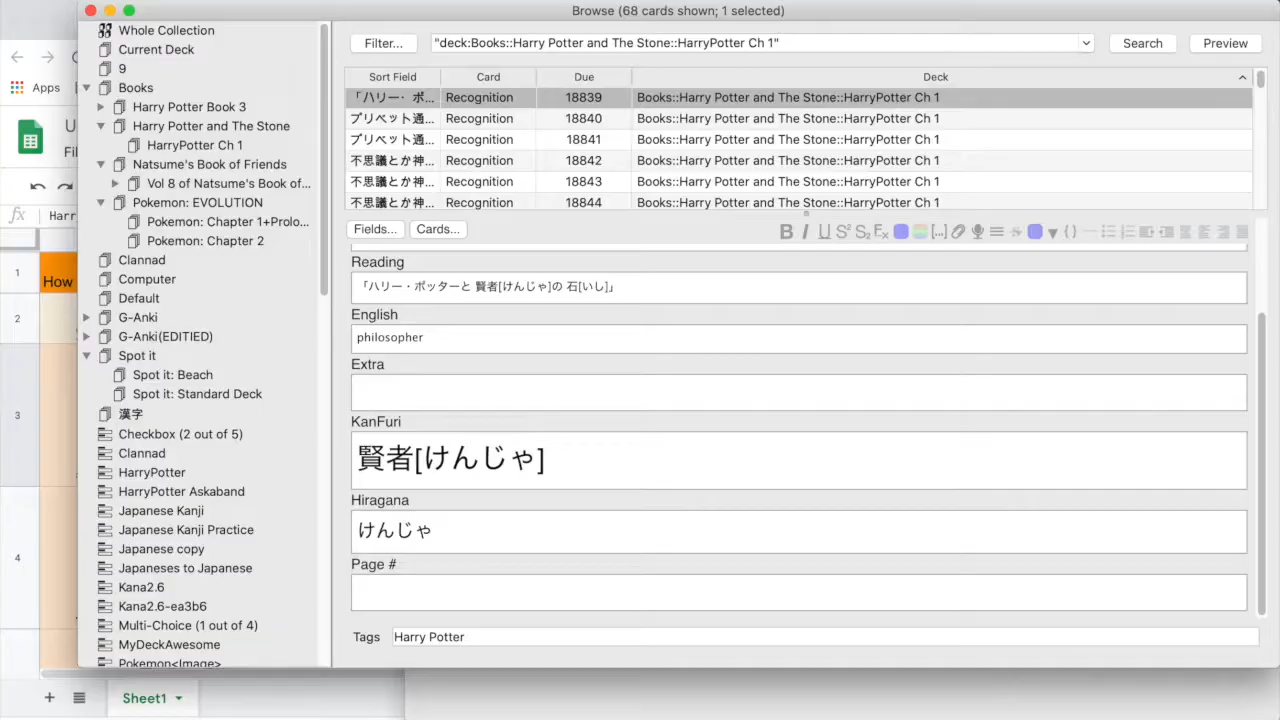 Browse (68 cards shown; 1 selected)
Apps
Harr
How
1
2
3
4
Sheet1
Whole Collection
Current Deck
9
Books
Harry Potter Book 3
Harry Potter and The Stone
HarryPotter Ch 1
Natsume's Book of Friends
Vol 8 of Natsume's Book of...
Pokemon: EVOLUTION
Pokemon: Chapter 1+Prolo...
Pokemon: Chapter 2
Clannad
Computer
Default
G-Anki
G-Anki(EDITIED)
Spot it
Spot it: Beach
Spot it: Standard Deck
漢字
Checkbox (2 out of 5)
Clannad
HarryPotter
HarryPotter Askaband
Japanese Kanji
Japanese Kanji Practice
Japanese copy
Japaneses to Japanese
Kana2.6
Kana2.6-ea3b6
Multi-Choice (1 out of 4)
MyDeckAwesome
Pokemon<Image>
Filter... "deck:Books::Harry Potter and The Stone::HarryPotter Ch 1" Search Preview
Sort Field Card Due Deck
「ハリー・ポ... Recognition 18839 Books::Harry Potter and The Stone::HarryPotter Ch 1
プリベット通... Recognition 18840 Books::Harry Potter and The Stone::HarryPotter Ch 1
プリベット通... Recognition 18841 Books::Harry Potter and The Stone::HarryPotter Ch 1
不思議とか神... Recognition 18842 Books::Harry Potter and The Stone::HarryPotter Ch 1
不思議とか神... Recognition 18843 Books::Harry Potter and The Stone::HarryPotter Ch 1
不思議とか神... Recognition 18844 Books::Harry Potter and The Stone::HarryPotter Ch 1
Fields... Cards...
Reading
「ハリー・ポッターと 賢者[けんじゃ]の 石[いし]」
English
philosopher
Extra
KanFuri
賢者[けんじゃ]
Hiragana
けんじゃ
Page #
Tags Harry Potter